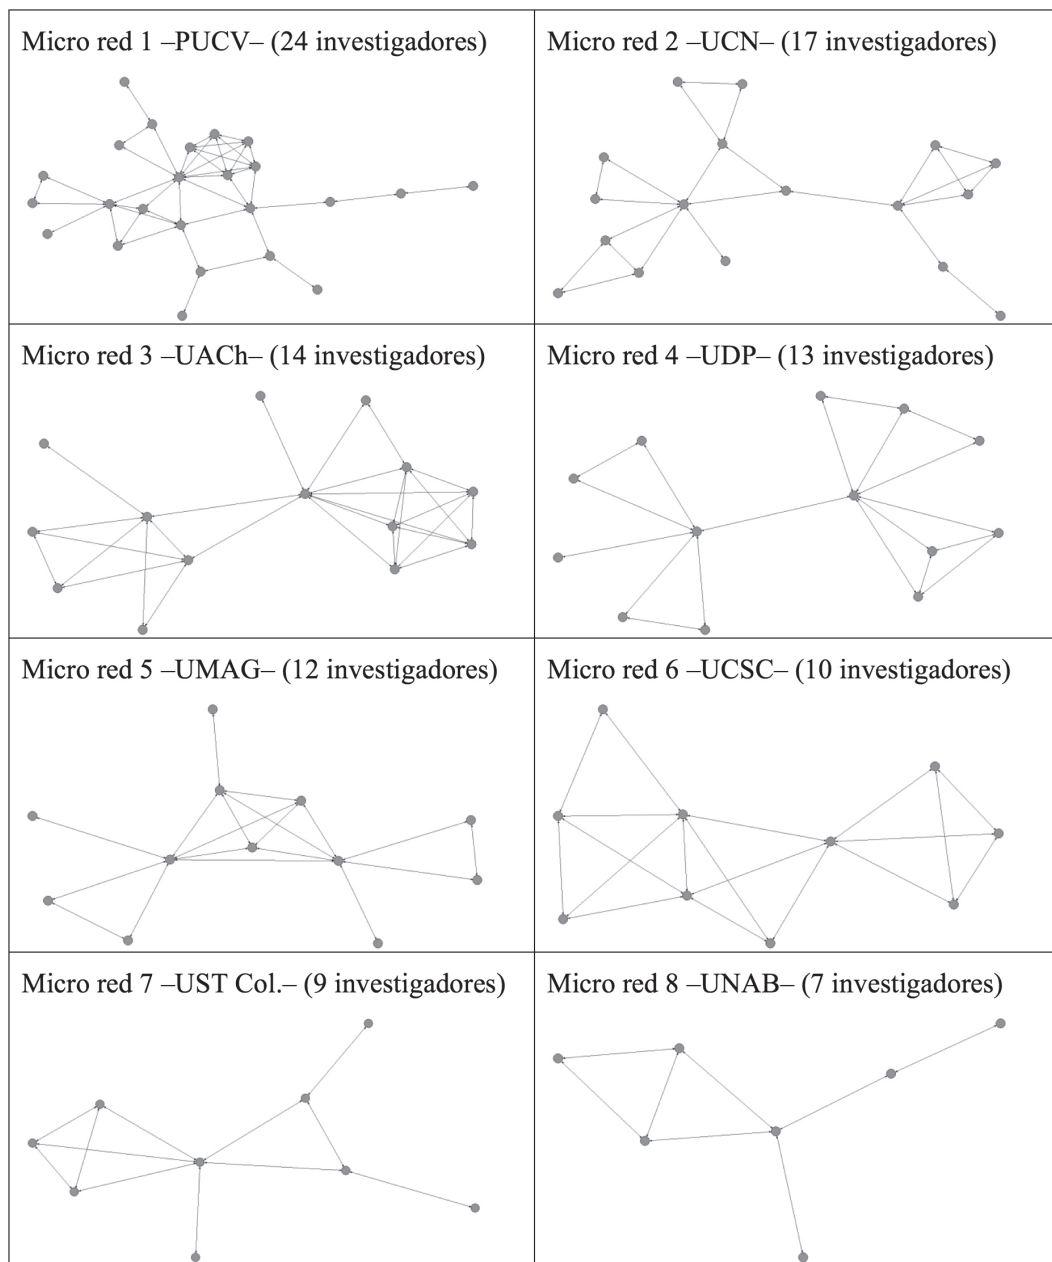 Micro red 1 –PUCV– (24 investigadores)
Micro red 2 –UCN– (17 investigadores)
Micro red 3 –UACh– (14 investigadores)
Micro red 4 –UDP– (13 investigadores)
Micro red 5 –UMAG– (12 investigadores)
Micro red 6 –UCSC– (10 investigadores)
Micro red 7 –UST Col.– (9 investigadores)
Micro red 8 –UNAB– (7 investigadores)